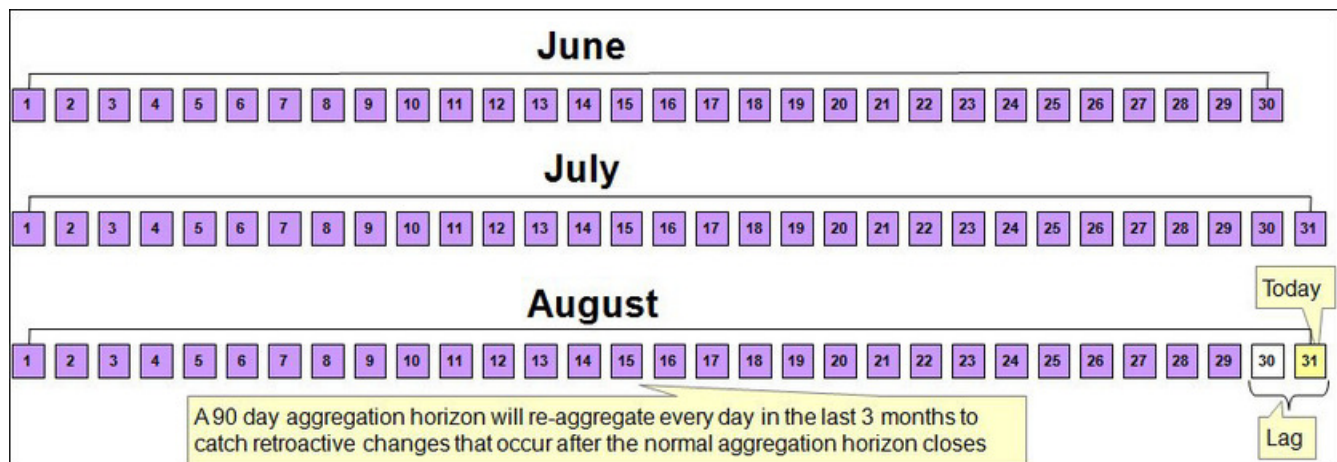 June
1 2 3 4 5 6 7 8 9 10 11 12 13 14 15 16 17 18 19 20 21 22 23 24 25 26 27 28 29 30
July
1 2 3 4 5 6 7 8 9 10 11 12 13 14 15 16 17 18 19 20 21 22 23 24 25 26 27 28 29 30 31
August
Today
1 2 3 4 5 6 7 8 9 10 11 12 13 14 15 16 17 18 19 20 21 22 23 24 25 26 27 28 29 30 31
A 90 day aggregation horizon will re-aggregate every day in the last 3 months to
catch retroactive changes that occur after the normal aggregation horizon closes
Lag